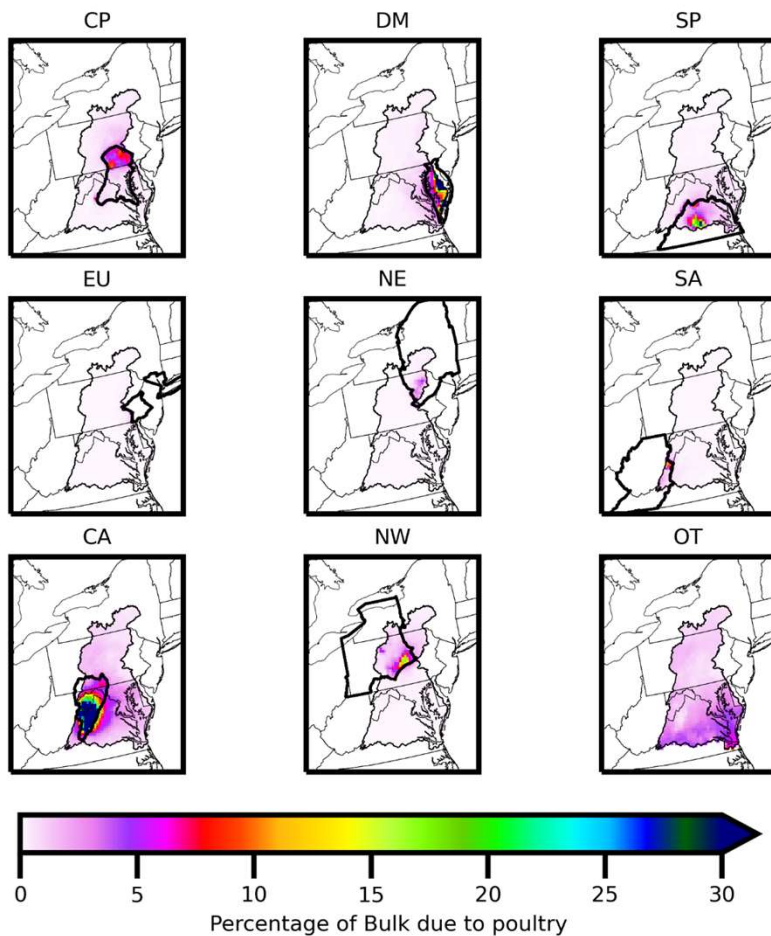 CP DM SP
EU NE SA
CA NW OT
0 5 10 15 20 25 30
Percentage of Bulk due to poultry